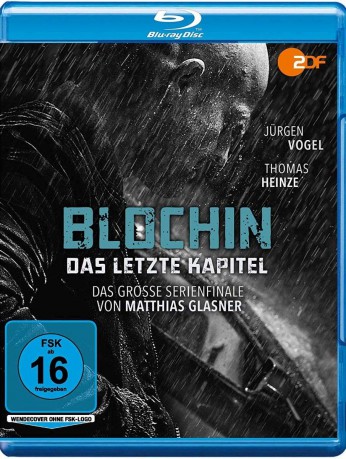 Blu-ray Disc
ZDF
JÜRGEN
VOGEL
THOMAS
HEINZE
BLOCHIN
DAS LETZTE KAPITEL
DAS GROSSE SERIENFINALE
VON MATTHIAS GLASNER
FSK
ab
16
freigegeben
WENDECOVER OHNE FSK-LOGO